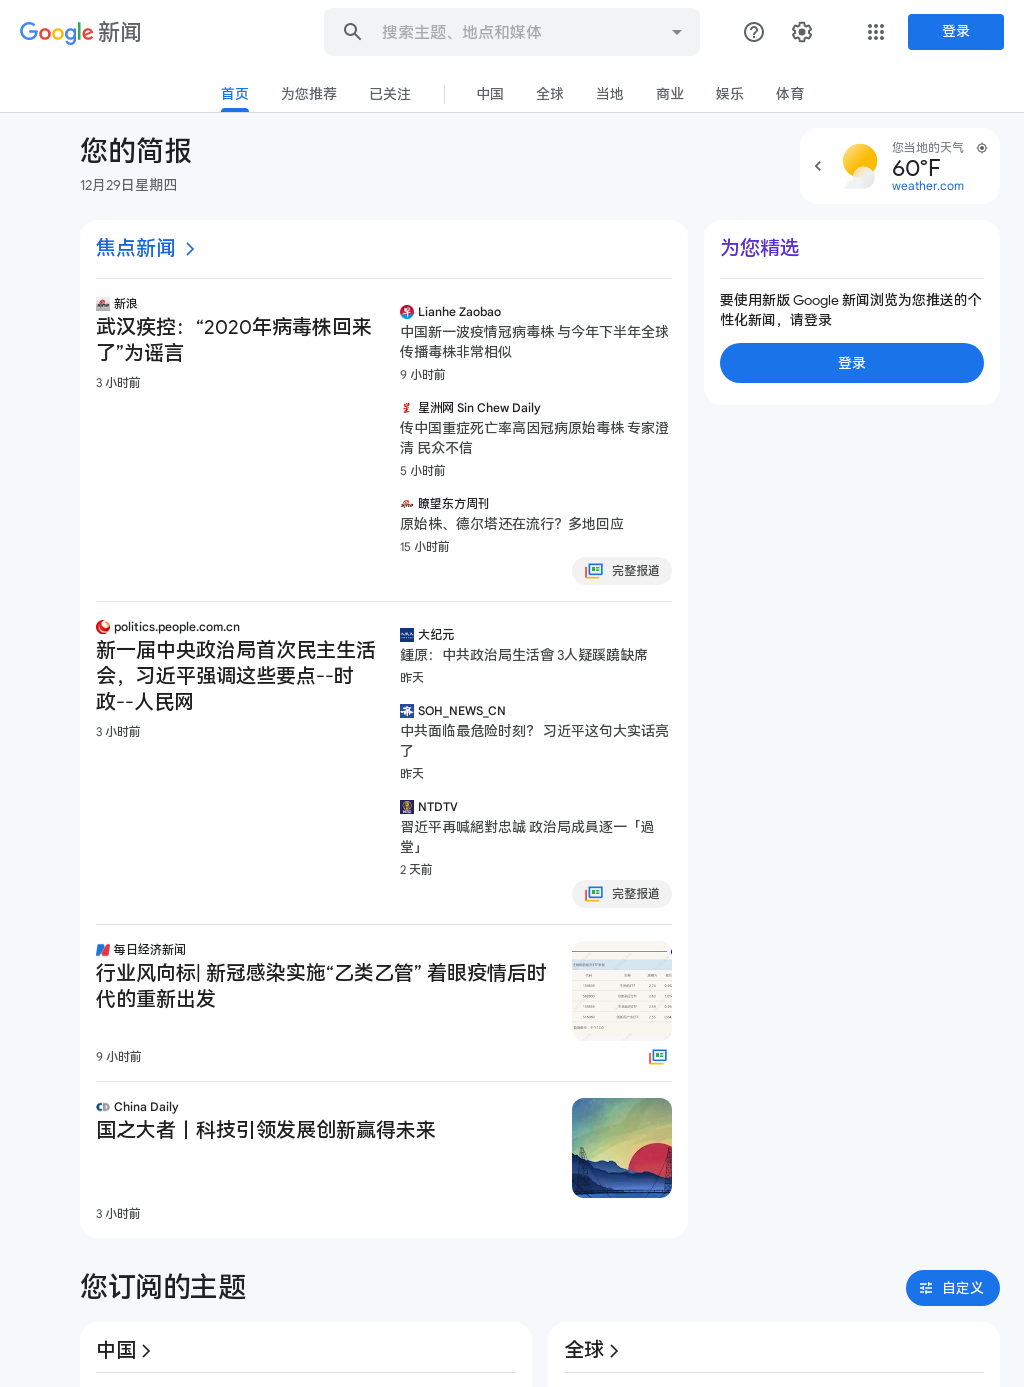 Google 新闻
搜索主题、地点和媒体
登录
首页
为您推荐
已关注
中国
全球
当地
商业
娱乐
体育
您的简报
12月29日星期四
您当地的天气
60°F
weather.com
焦点新闻
新浪
武汉疾控：“2020年病毒株回来
了”为谣言
3 小时前
Lianhe Zaobao
中国新一波疫情冠病毒株 与今年下半年全球
传播毒株非常相似
9 小时前
星洲网 Sin Chew Daily
传中国重症死亡率高因冠病原始毒株 专家澄
清 民众不信
5 小时前
瞭望东方周刊
原始株、德尔塔还在流行？多地回应
15 小时前
完整报道
politics.people.com.cn
新一届中央政治局首次民主生活
会，习近平强调这些要点--时
政--人民网
3 小时前
大纪元
鍾原：中共政治局生活會 3人疑蹊蹺缺席
昨天
SOH_NEWS_CN
中共面临最危险时刻？ 习近平这句大实话亮
了
昨天
NTDTV
習近平再喊絕對忠誠 政治局成員逐一「過
堂」
2 天前
完整报道
每日经济新闻
行业风向标| 新冠感染实施“乙类乙管” 着眼疫情后时
代的重新出发
9 小时前
China Daily
国之大者丨科技引领发展创新赢得未来
3 小时前
为您精选
要使用新版 Google 新闻浏览为您推送的个
性化新闻，请登录
登录
您订阅的主题
自定义
中国
全球